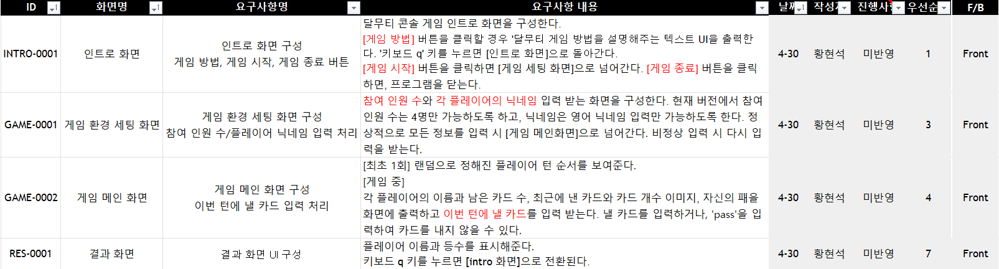 ID 화면명 요구사항명 요구사항 내용 날짜 작성 진행사항 우선순 F/B
INTRO-0001
인트로 화면
인트로 화면 구성
게임 방법, 게임 시작, 게임 종료 버튼
달무티 콘솔 게임 인트로 화면을 구성한다.
[게임 방법] 버튼을 클릭할 경우 '달무티 게임 방법을 설명해주는 텍스트 UI을 출력한
다. '키보드 q' 키를 누르면 [인트로 화면]으로 돌아간다.
[게임 시작] 버튼을 클릭하면 [게임 세팅 화면]으로 넘어간다. [게임 종료] 버튼을 클릭
하면, 프로그램을 닫는다.
4-30 황현석 미반영 1 Front
GAME-0001
게임 환경 세팅 화면
게임 환경 세팅 화면 구성
참여 인원 수/플레이어 닉네임 입력 처리
참여 인원 수와 각 플레이어의 닉네임 입력 받는 화면을 구성한다. 현재 버전에서 참여
인원 수는 4명만 가능하도록 하고, 닉네임은 영어 닉네임 입력만 가능하도록 한다. 정
상적으로 모든 정보를 입력 시 [게임 메인화면]으로 넘어간다. 비정상 입력 시 다시 입
력을 받는다.
4-30 황현석 미반영 3 Front
GAME-0002
게임 메인 화면
게임 메인 화면 구성
이번 턴에 낼 카드 입력 처리
[최초 1회] 랜덤으로 정해진 플레이어 턴 순서를 보여준다.
[게임 중]
각 플레이어의 이름과 남은 카드 수, 최근에 낸 카드와 카드 개수 이미지, 자신의 패을
화면에 출력하고 이번 턴에 낼 카드를 입력 받는다. 낼 카드를 입력하거나, 'pass'을 입
력하여 카드를 내지 않을 수 있다.
4-30 황현석 미반영 4 Front
RES-0001
결과 화면
결과 화면 UI 구성
플레이어 이름과 등수를 표시해준다.
키보드 q 키를 누르면 [intro 화면]으로 전환된다.
4-30 황현석 미반영 7 Front